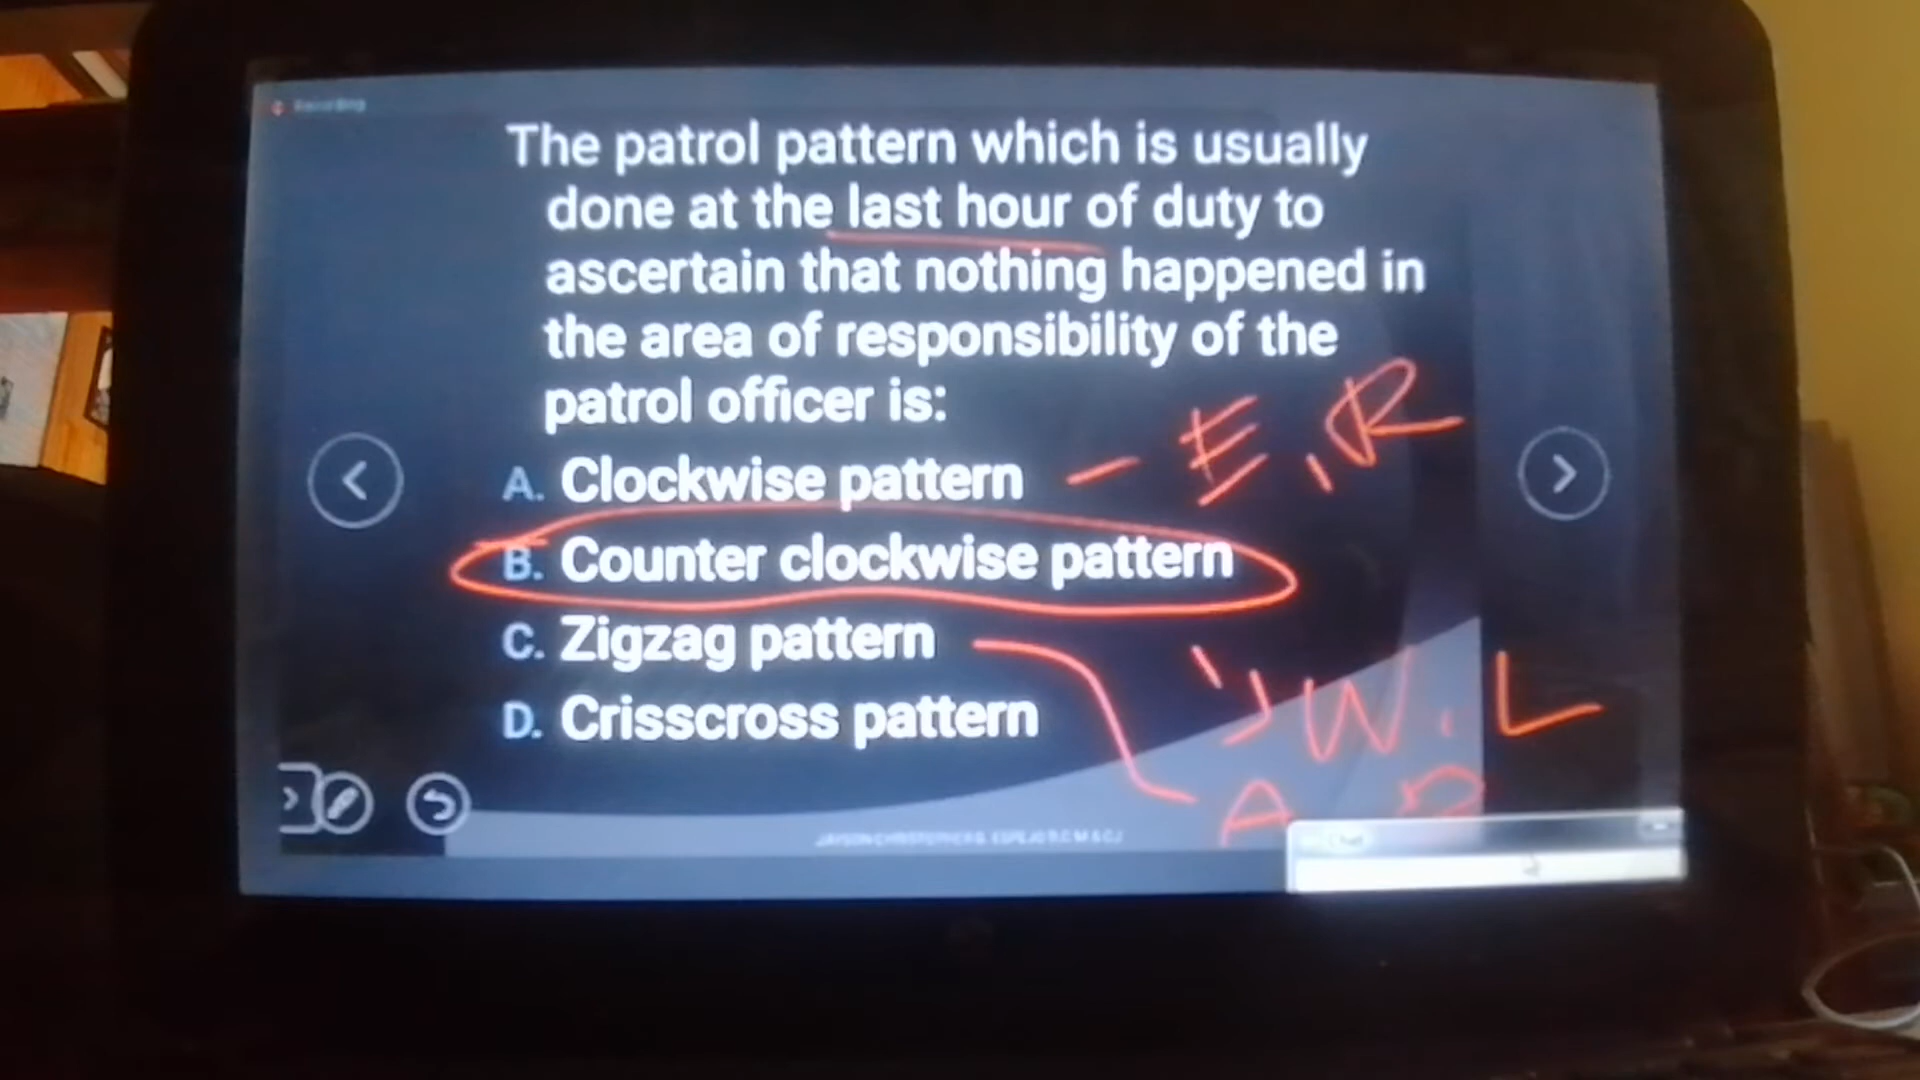 Recording
The patrol pattern which is usually
done at the last hour of duty to
ascertain that nothing happened in
the area of responsibility of the
patrol officer is:
A. Clockwise pattern - E, R
B. Counter clockwise pattern
C. Zigzag pattern
W. L
D. Crisscross pattern
A